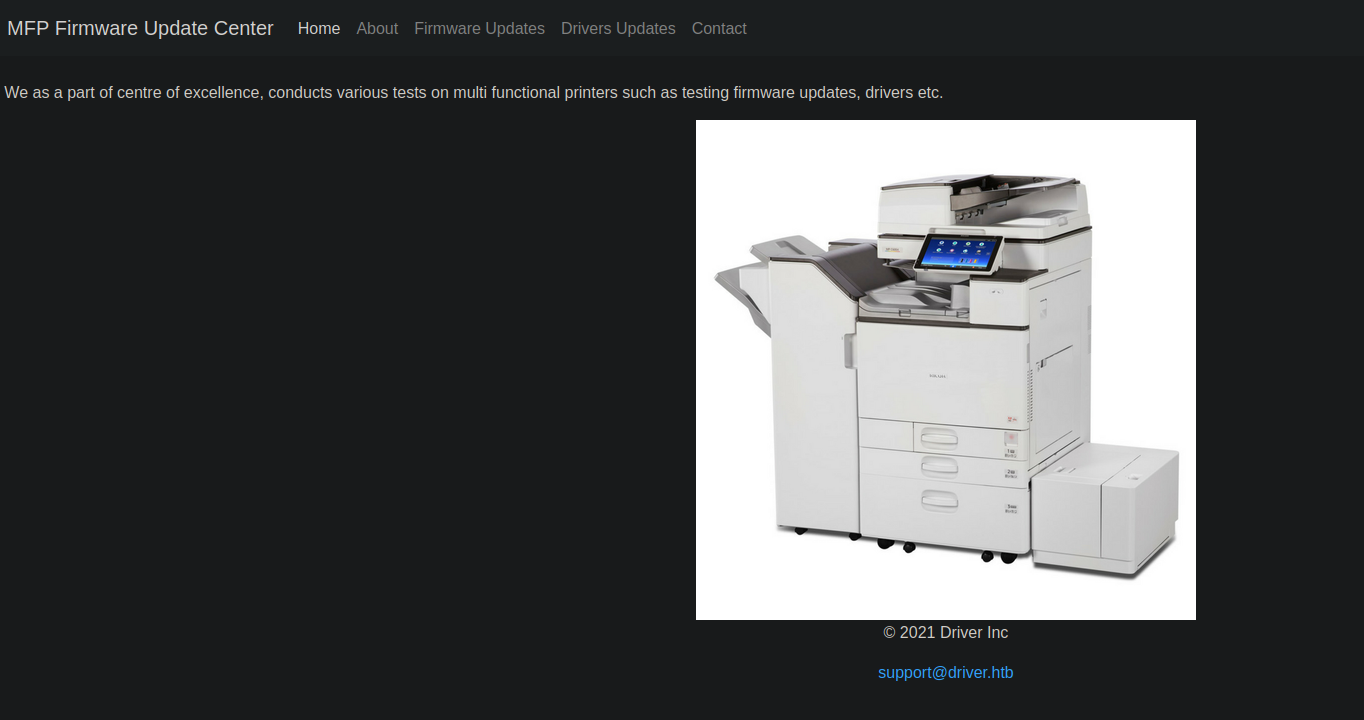 MFP Firmware Update Center Home About Firmware Updates Drivers Updates Contact
We as a part of centre of excellence, conducts various tests on multi functional printers such as testing firmware updates, drivers etc.
© 2021 Driver Inc
support@driver.htb